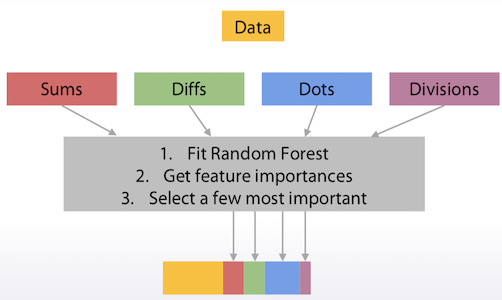 Data
Sums
Diffs
Dots
Divisions
1. Fit Random Forest
2. Get feature importances
3. Select a few most important